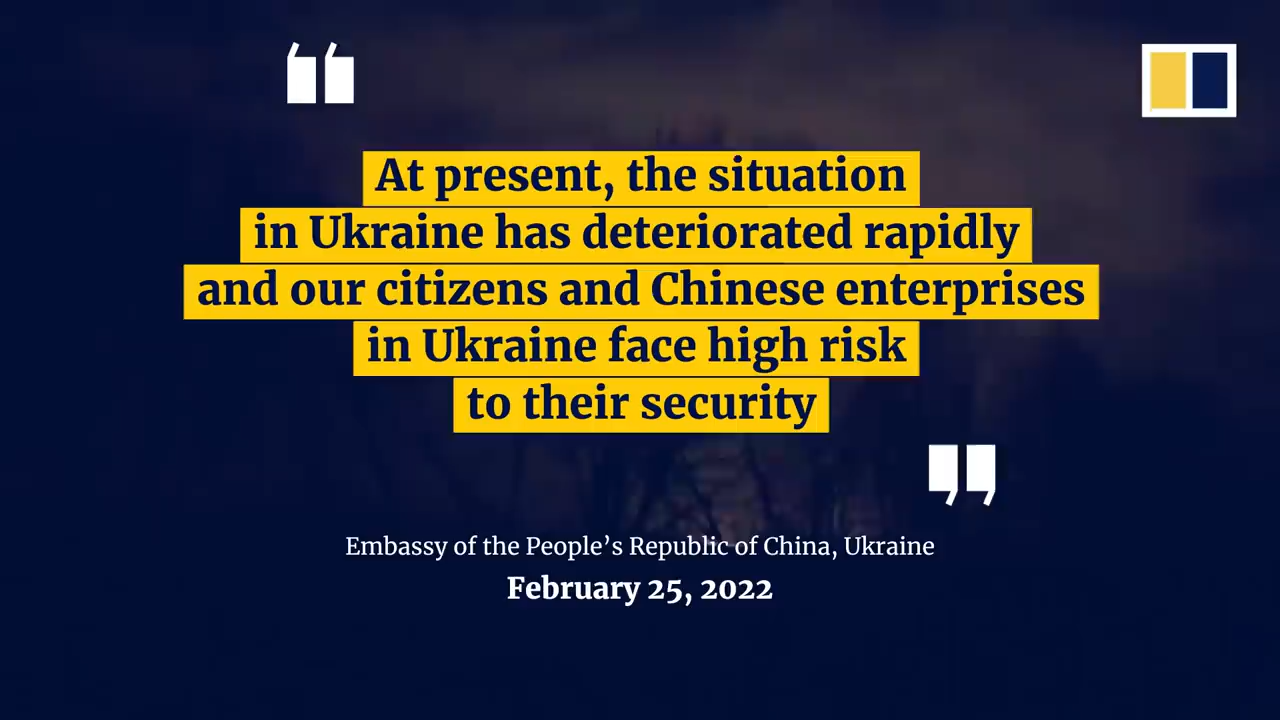 “
At present, the situation
in Ukraine has deteriorated rapidly
and our citizens and Chinese enterprises
in Ukraine face high risk
to their security
”
Embassy of the People’s Republic of China, Ukraine
February 25, 2022